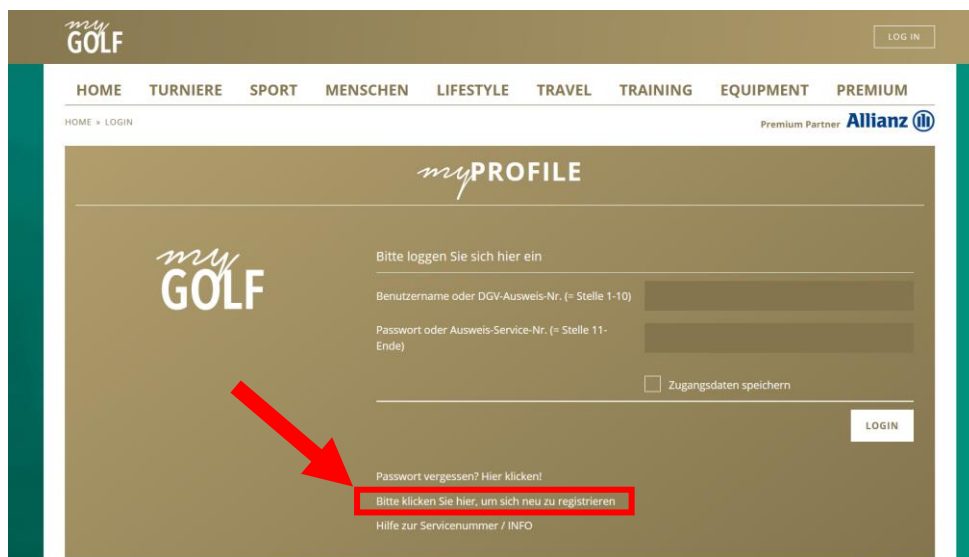 my
GOLF
LOG IN
HOME TURNIERE SPORT MENSCHEN LIFESTYLE TRAVEL TRAINING EQUIPMENT PREMIUM
HOME » LOGIN
Premium Partner Allianz
myPROFILE
my
GOLF
Bitte loggen Sie sich hier ein
Benutzername oder DGV-Ausweis-Nr. (= Stelle 1-10)
Passwort oder Ausweis-Service-Nr. (= Stelle 11-
Ende)
Zugangsdaten speichern
LOGIN
Passwort vergessen? Hier klicken!
Bitte klicken Sie hier, um sich neu zu registrieren
Hilfe zur Servicenummer / INFO